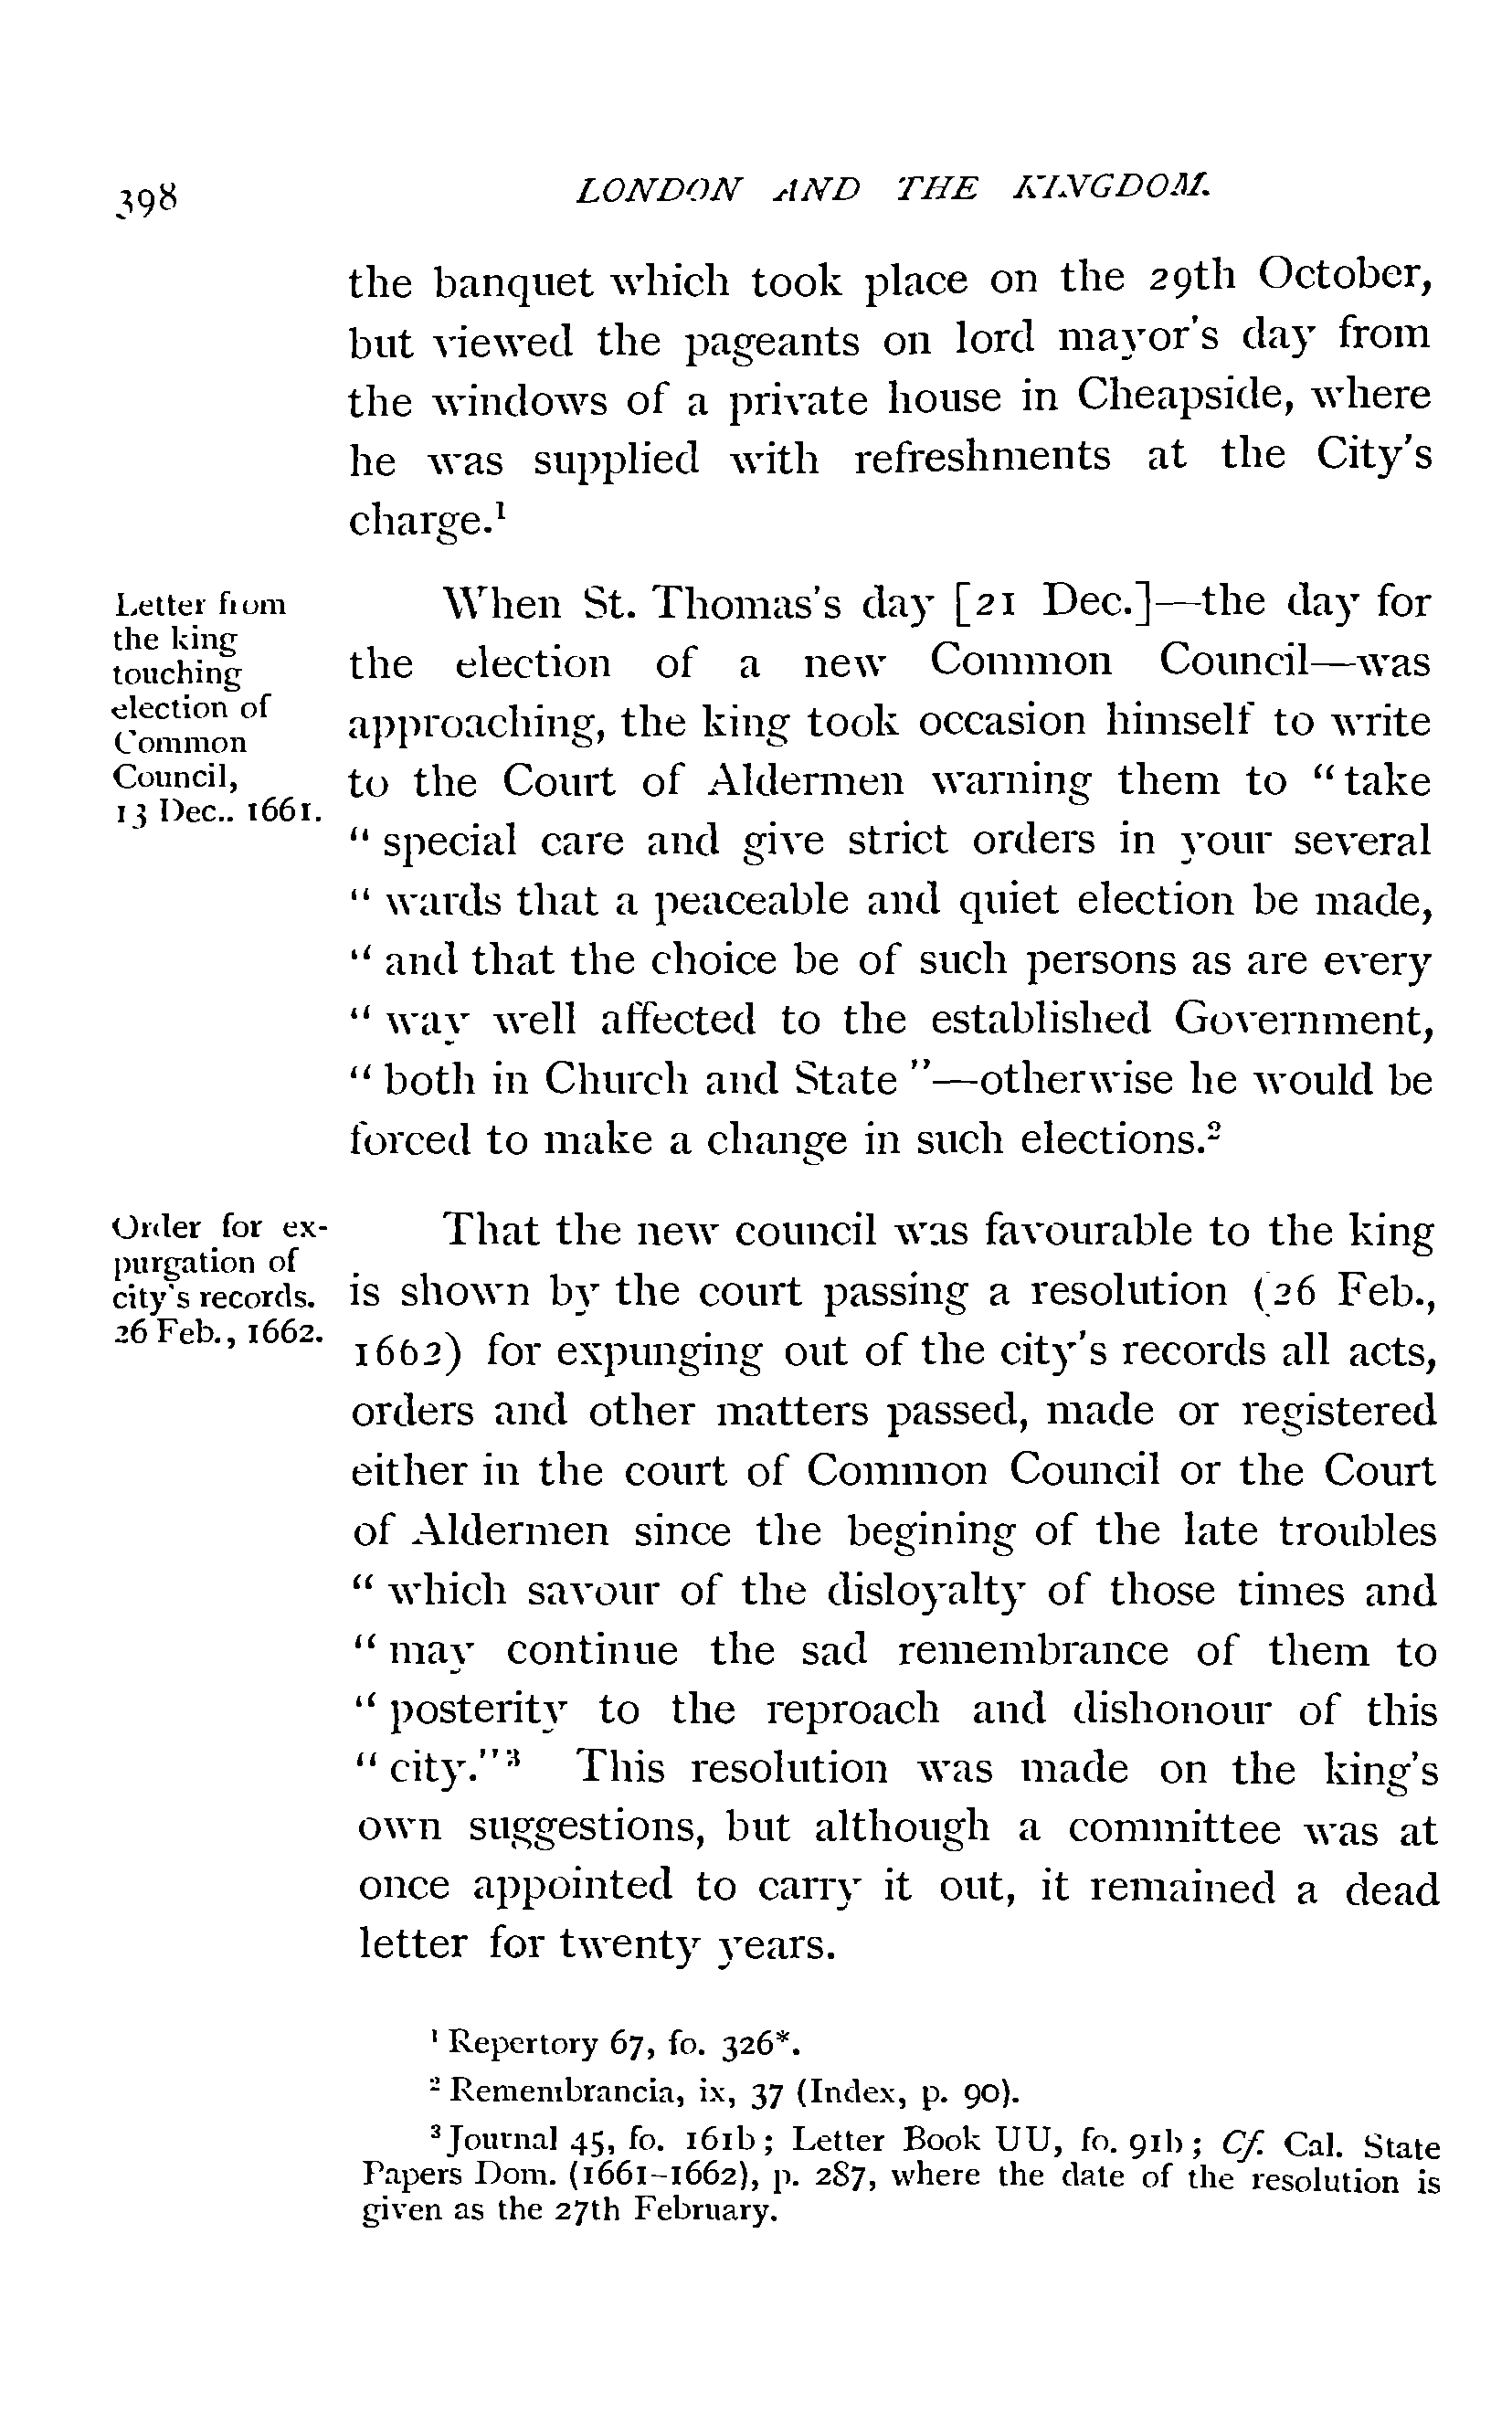 398
LONDON AND THE KINGDOM.
the banquet which took place on the 29th October,
but viewed the pageants on lord mayor's day from
the windows of a private house in Cheapside, where
he was supplied with refreshments at the City's
charge.¹
Letter from
the king
touching
election of
Common
Council,
13 Dec.. 1661.
When St. Thomas's day [21 Dec.]—the day for
the election of a new Common Council—was
approaching, the king took occasion himself to write
to the Court of Aldermen warning them to "take
" special care and give strict orders in your several
" wards that a peaceable and quiet election be made,
" and that the choice be of such persons as are every
" way well affected to the established Government,
" both in Church and State "—otherwise he would be
forced to make a change in such elections.²
Order for ex-
purgation of
city's records.
26 Feb., 1662.
That the new council was favourable to the king
is shown by the court passing a resolution (26 Feb.,
1662) for expunging out of the city's records all acts,
orders and other matters passed, made or registered
either in the court of Common Council or the Court
of Aldermen since the begining of the late troubles
" which savour of the disloyalty of those times and
" may continue the sad remembrance of them to
" posterity to the reproach and dishonour of this
" city."³ This resolution was made on the king's
own suggestions, but although a committee was at
once appointed to carry it out, it remained a dead
letter for twenty years.
¹ Repertory 67, fo. 326*.
² Remembrancia, ix, 37 (Index, p. 90).
³ Journal 45, fo. 161b; Letter Book UU, fo. 91b; Cf. Cal. State
Papers Dom. (1661-1662), p. 287, where the date of the resolution is
given as the 27th February.